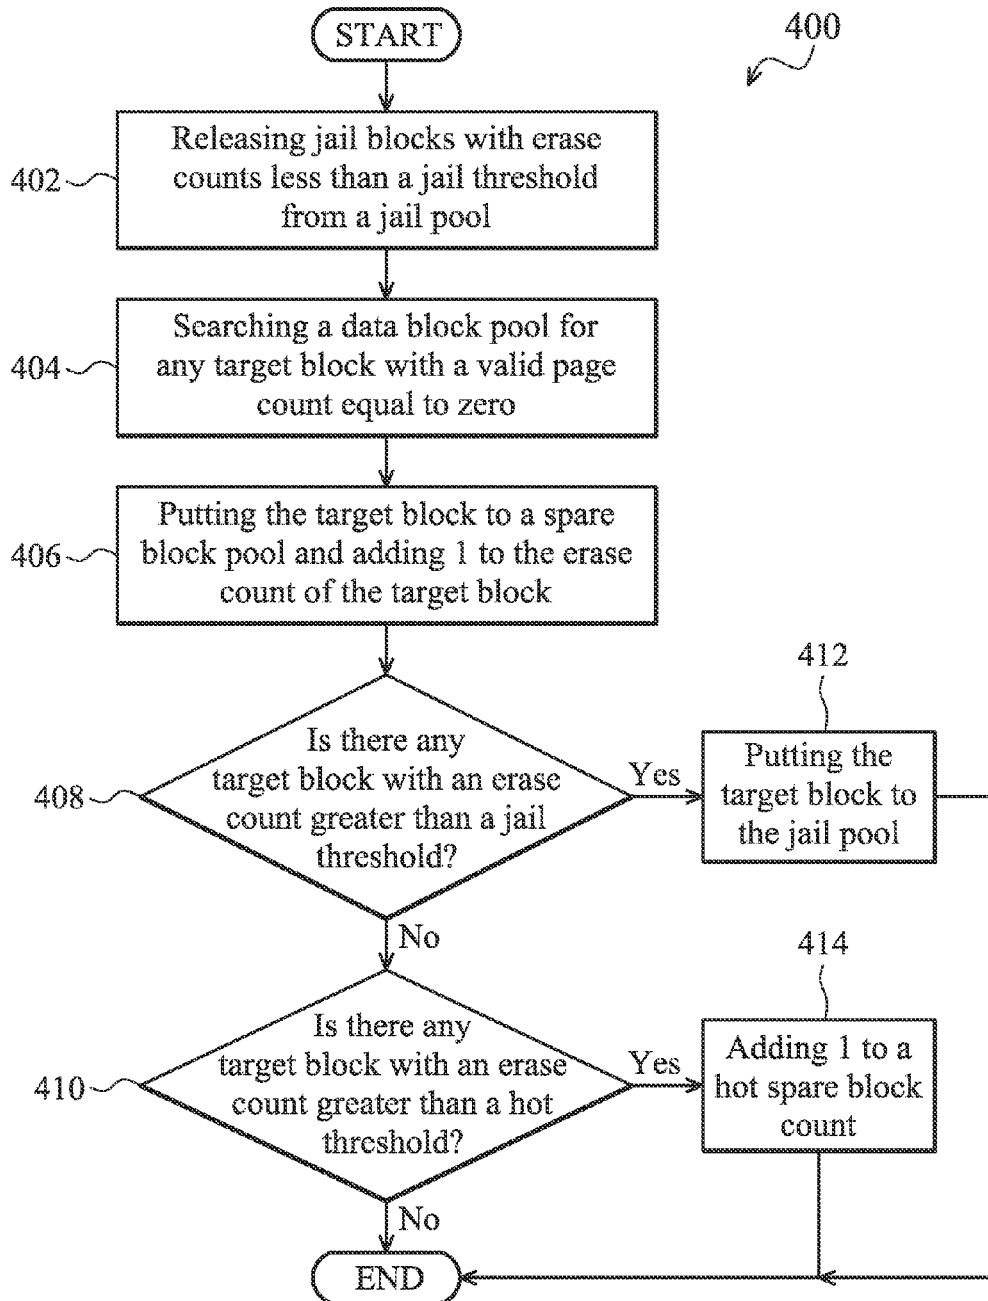 START
400
402
Releasing jail blocks with erase
counts less than a jail threshold
from a jail pool
404
Searching a data block pool for
any target block with a valid page
count equal to zero
406
Putting the target block to a spare
block pool and adding 1 to the erase
count of the target block
408
Is there any
target block with an erase
count greater than a jail
threshold?
Yes
412
Putting the
target block to
the jail pool
No
410
Is there any
target block with an erase
count greater than a hot
threshold?
Yes
414
Adding 1 to a
hot spare block
count
No
END